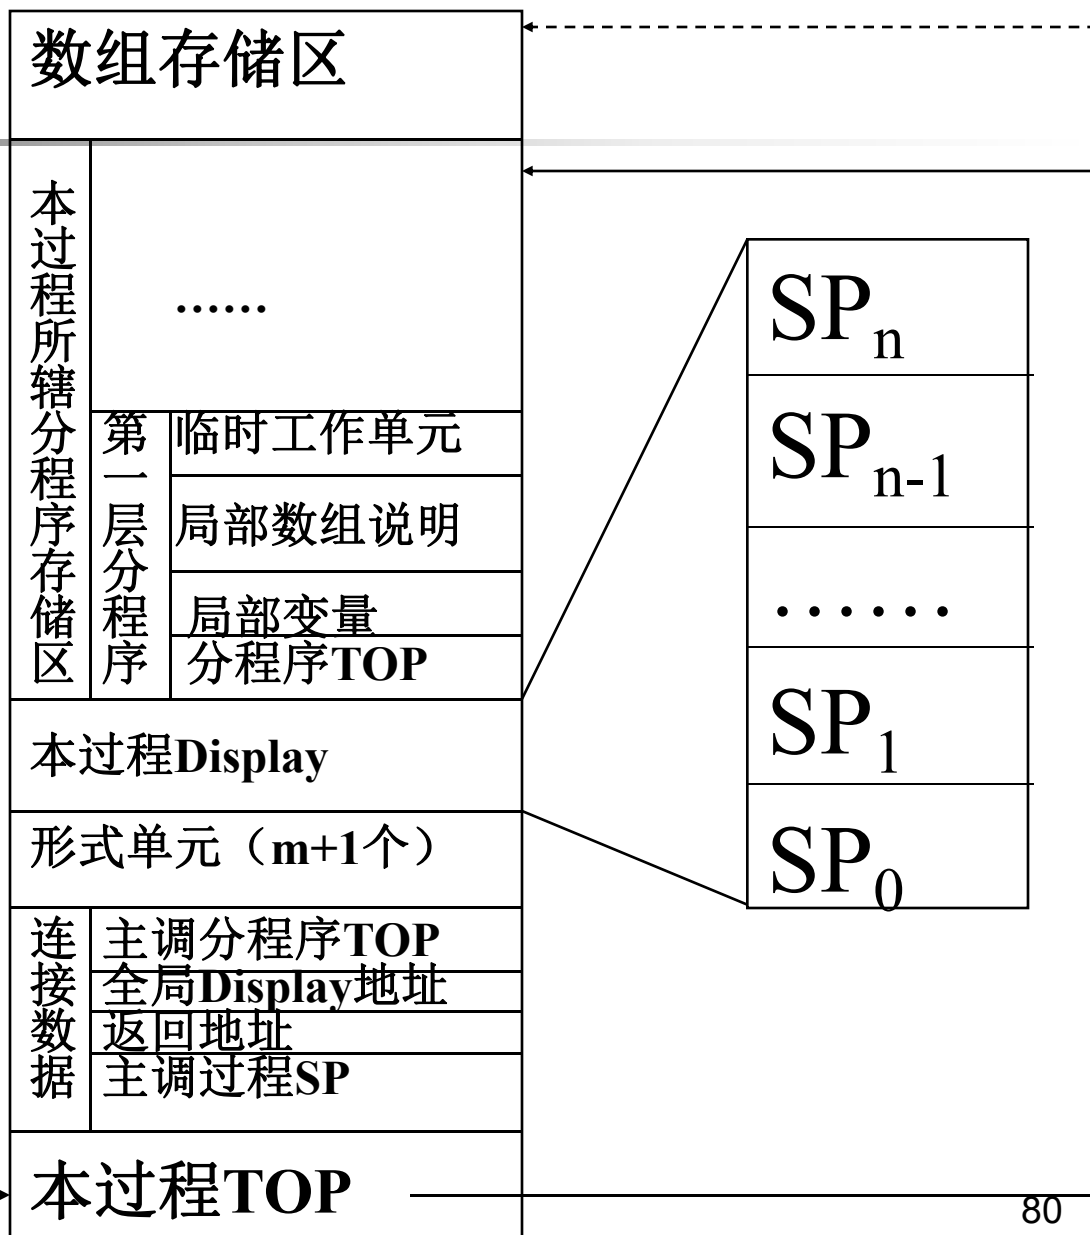 数组存储区
本过程所辖分程序存储区
……
第一层分程序
临时工作单元
局部数组说明
局部变量
分程序TOP
本过程Display
形式单元（m+1个）
连接数据
主调分程序TOP
全局Display地址
返回地址
主调过程SP
本过程TOP
SPn
SPn-1
……
SP1
SP0
80